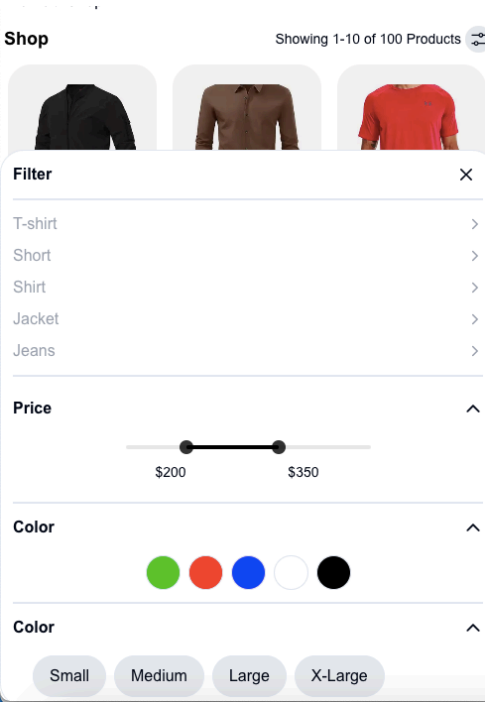 Shop
Showing 1-10 of 100 Products
Filter
T-shirt
Short
Shirt
Jacket
Jeans
Price
$200 $350
Color
Color
Small Medium Large X-Large